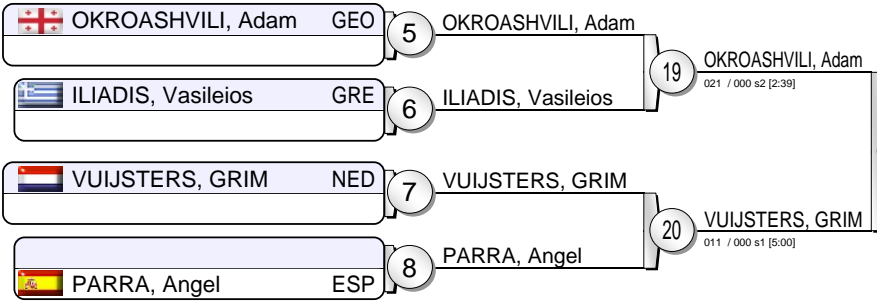 OKROASHVILI, Adam GEO
5
OKROASHVILI, Adam
19
OKROASHVILI, Adam
021 / 000 s2 [2:39]
ILIADIS, Vasileios GRE
6
ILIADIS, Vasileios
VUIJSTERS, GRIM NED
7
VUIJSTERS, GRIM
20
VUIJSTERS, GRIM
011 / 000 s1 [5:00]
PARRA, Angel ESP
8
PARRA, Angel